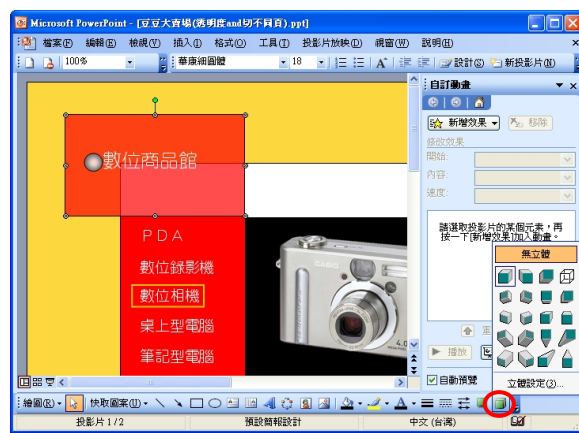 Microsoft PowerPoint - [豆豆大賣場(透明度and切不同頁).ppt]
檔案(F) 編輯(E) 檢視(V) 插入(I) 格式(O) 工具(T) 投影片放映(D) 視窗(W) 說明(H)
100% 華康細圓體 18 A 設計(S) 新投影片(N)
自訂動畫
新增效果 移除
修改效果
開始:
內容:
速度:
數位商品館
PDA
數位錄影機
數位相機
桌上型電腦
筆記型電腦
CASIO
4.0
請選取投影片的某個元素，再
按一下[新增效果]加入動畫。
無立體
立體設定(3)...
重
播放
自動預覽
繪圖(R) 快取圖案(U) A
投影片 1 / 2 預設簡報設計 中文 (台灣)